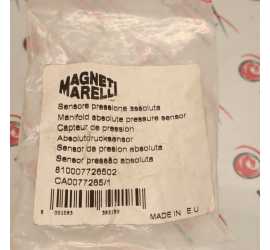 MAGNETI
MARELLI
Sensore pressione assoluta
Manifold absolute pressure sensor
Capteur de pression
Absolutdrucksensor
Sensor de presion absoluta
Sensor pressão absoluta
810007726502
CA0077265/1
MADE IN E.U.